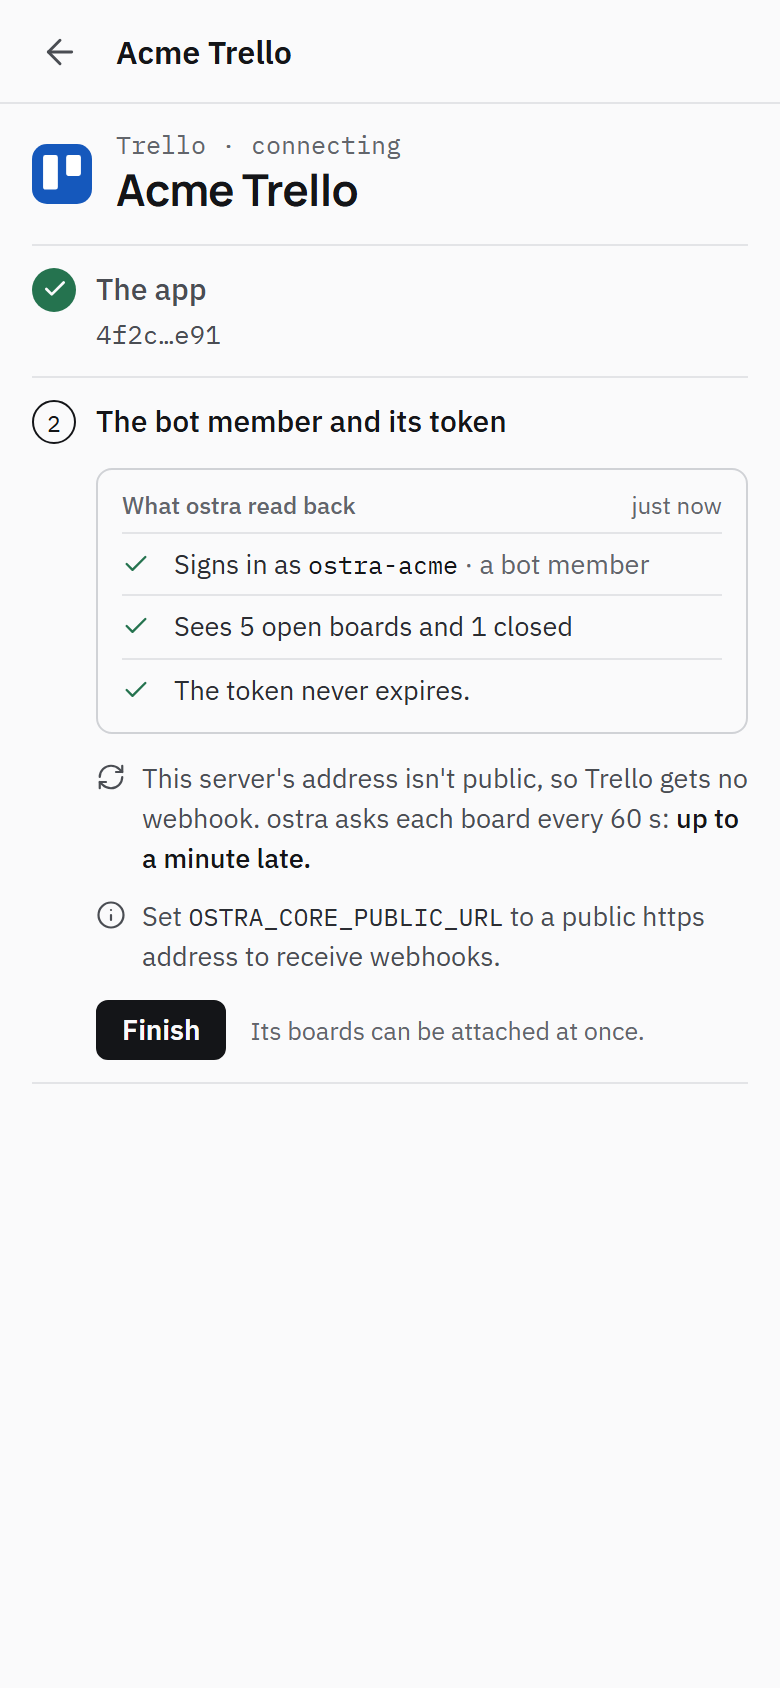 Acme Trello
Trello · connecting
Acme Trello
The app
4f2c…e91
2
The bot member and its token
What ostra read back
just now
Signs in as ostra-acme · a bot member
Sees 5 open boards and 1 closed
The token never expires.
This server's address isn't public, so Trello gets no
webhook. ostra asks each board every 60 s: up to
a minute late.
Set OSTRA_CORE_PUBLIC_URL to a public https
address to receive webhooks.
Finish
Its boards can be attached at once.